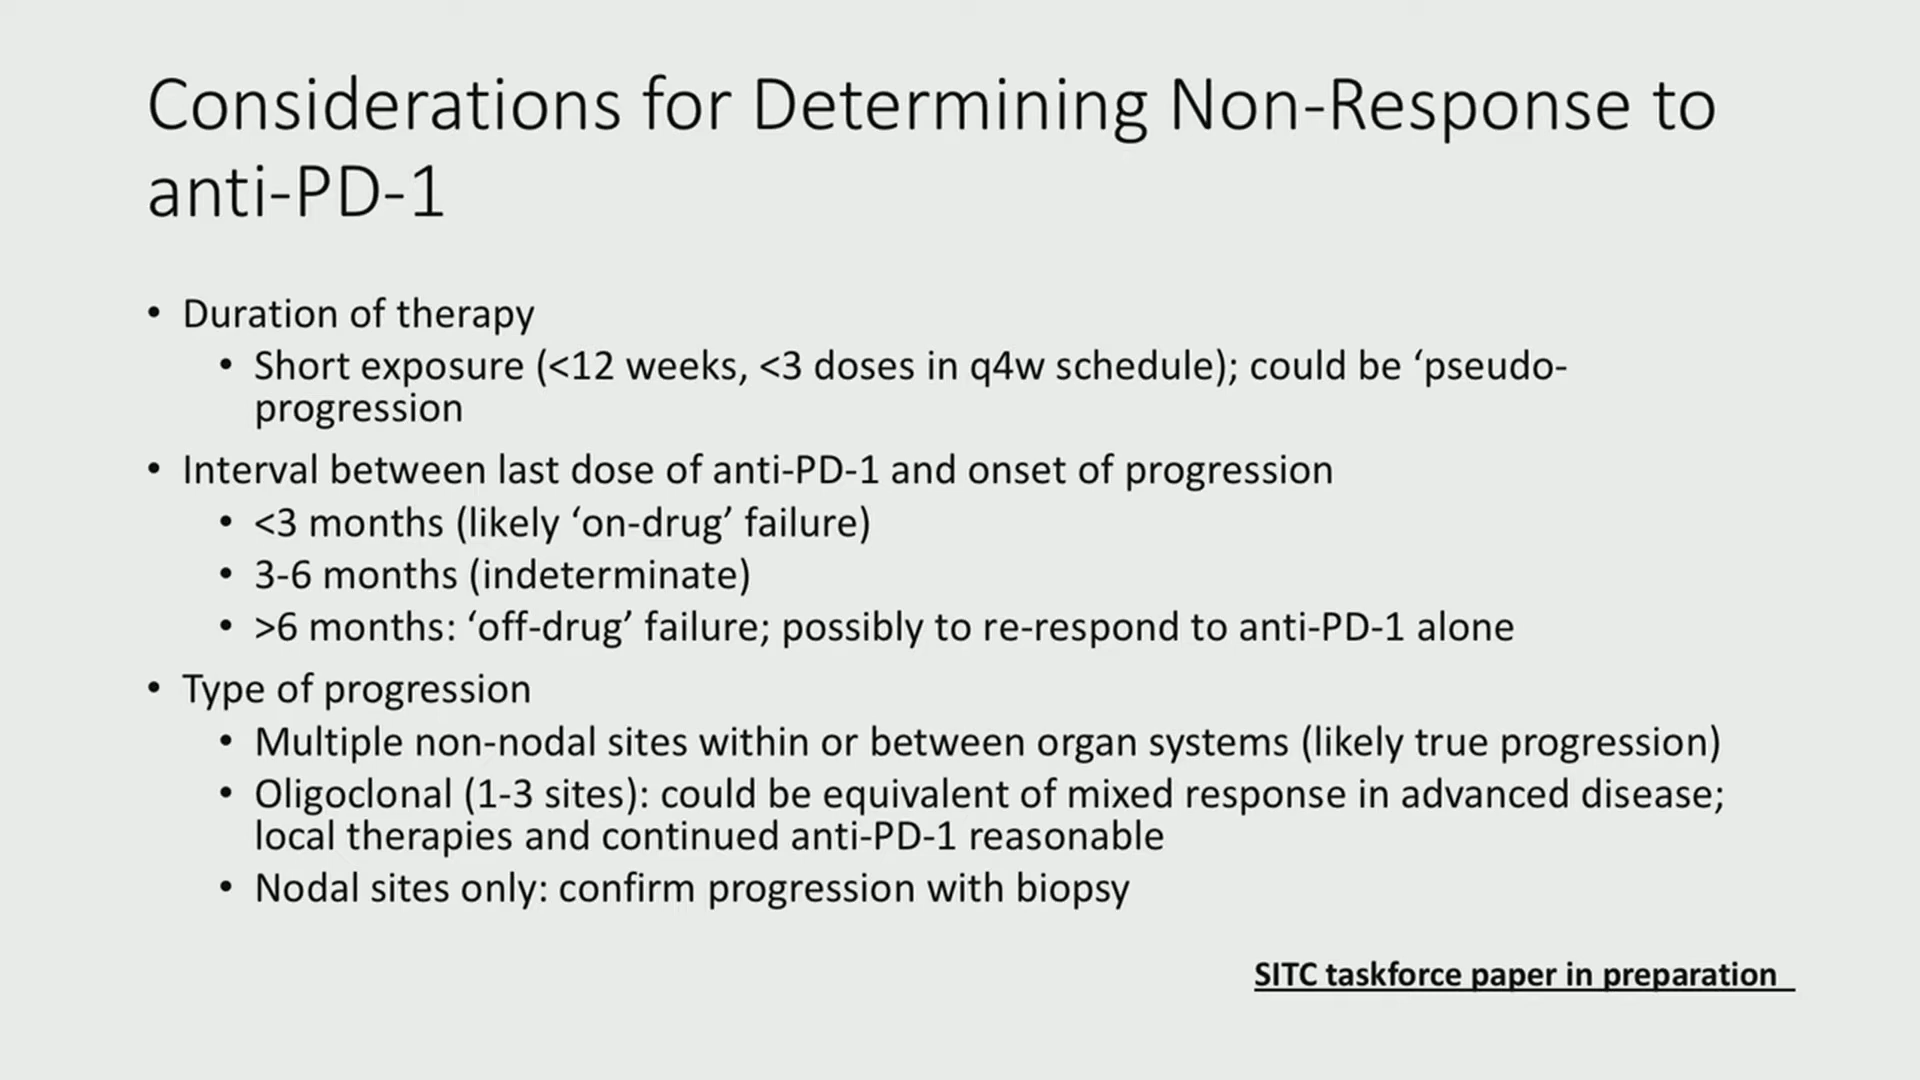 Considerations for Determining Non-Response to
anti-PD-1
• Duration of therapy
• Short exposure (<12 weeks, <3 doses in q4w schedule); could be ‘pseudo-
progression
• Interval between last dose of anti-PD-1 and onset of progression
• <3 months (likely ‘on-drug’ failure)
• 3-6 months (indeterminate)
• >6 months: ‘off-drug’ failure; possibly to re-respond to anti-PD-1 alone
• Type of progression
• Multiple non-nodal sites within or between organ systems (likely true progression)
• Oligoclonal (1-3 sites): could be equivalent of mixed response in advanced disease;
local therapies and continued anti-PD-1 reasonable
• Nodal sites only: confirm progression with biopsy
SITC taskforce paper in preparation